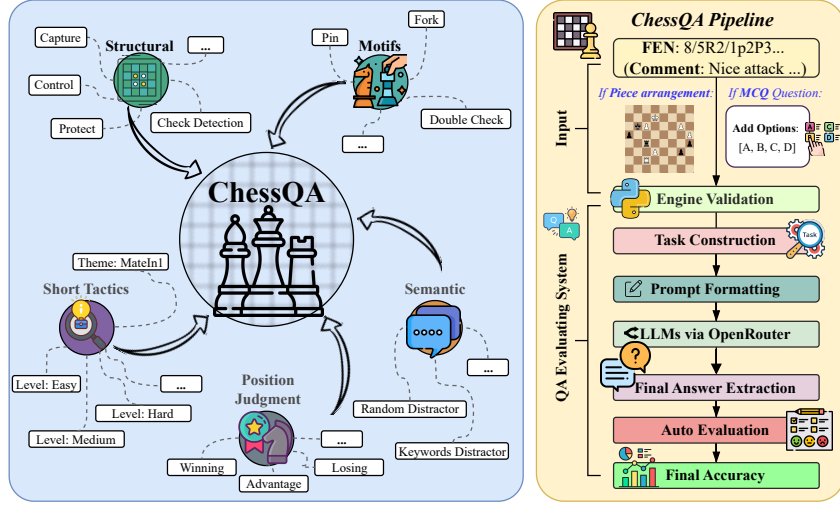 Capture
Structural
...
Control
Protect
Check Detection
Motifs
Pin
Fork
Double Check
...
ChessQA
Theme: MateIn1
Short Tactics
Level: Easy
...
Level: Hard
Level: Medium
Semantic
...
Random Distractor
Keywords Distractor
Position
Judgment
...
Winning
Losing
Advantage
ChessQA Pipeline
FEN: 8/5R2/1p2P3...
(Comment: Nice attack ...)
If Piece arrangement:
If MCQ Question:
Add Options:
[A, B, C, D]
A
C
B
D
Input
Engine Validation
Q
A
Task Construction
Task
Prompt Formatting
LLMs via OpenRouter
?
Final Answer Extraction
Auto Evaluation
Final Accuracy
QA Evaluating System